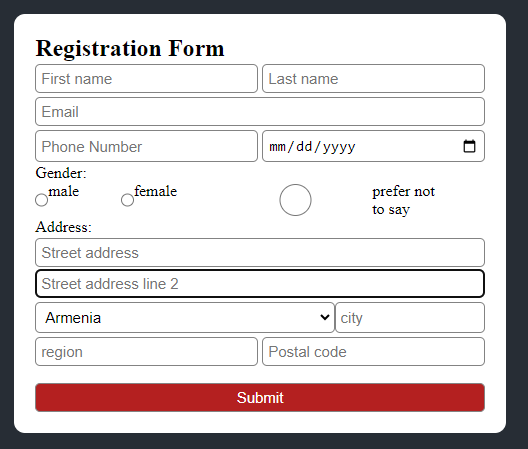 Registration Form
First name Last name
Email
Phone Number mm/dd/yyyy
Gender:
male female prefer not
to say
Address:
Street address
Street address line 2
Armenia city
region Postal code
Submit